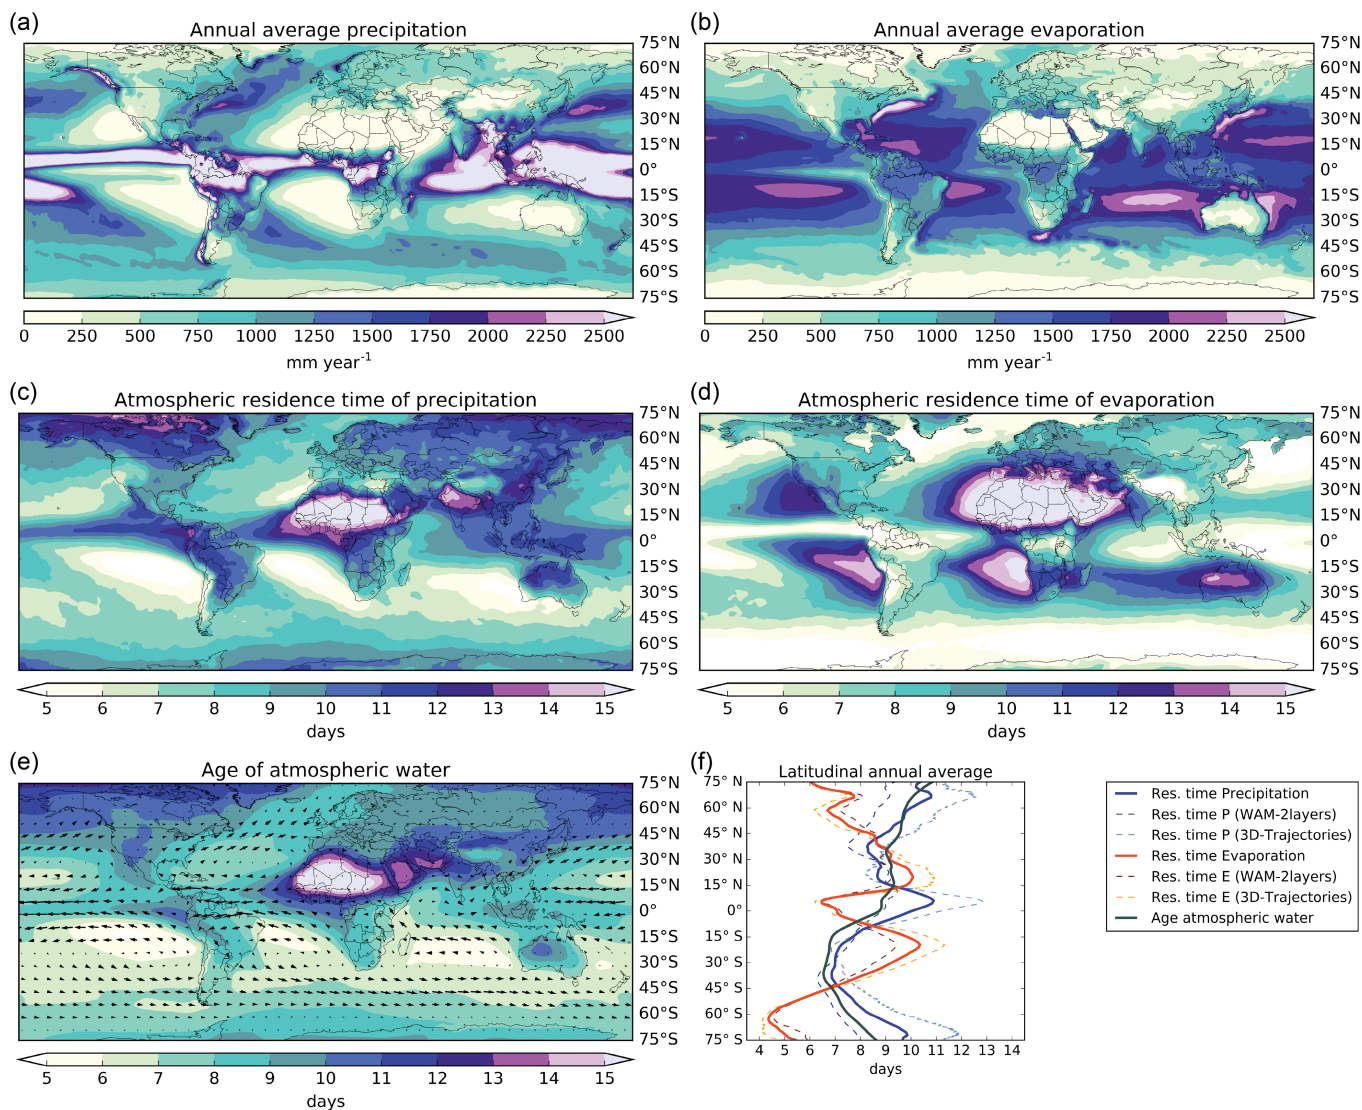 (a)
Annual average precipitation
75°N
60°N
45°N
30°N
15°N
0°
15°S
30°S
45°S
60°S
75°S
0 250 500 750 1000 1250 1500 1750 2000 2250 2500
mm year-1
(b)
Annual average evaporation
75°N
60°N
45°N
30°N
15°N
0°
15°S
30°S
45°S
60°S
75°S
0 250 500 750 1000 1250 1500 1750 2000 2250 2500
mm year-1
(c)
Atmospheric residence time of precipitation
75°N
60°N
45°N
30°N
15°N
0°
15°S
30°S
45°S
60°S
75°S
5 6 7 8 9 10 11 12 13 14 15
days
(d)
Atmospheric residence time of evaporation
75°N
60°N
45°N
30°N
15°N
0°
15°S
30°S
45°S
60°S
75°S
5 6 7 8 9 10 11 12 13 14 15
days
(e)
Age of atmospheric water
75°N
60°N
45°N
30°N
15°N
0°
15°S
30°S
45°S
60°S
75°S
5 6 7 8 9 10 11 12 13 14 15
days
(f)
Latitudinal annual average
75° N
60° N
45° N
30° N
15° N
0°
15° S
30° S
45° S
60° S
75° S
4 5 6 7 8 9 10 11 12 13 14
days
Res. time Precipitation
Res. time P (WAM-2layers)
Res. time P (3D-Trajectories)
Res. time Evaporation
Res. time E (WAM-2layers)
Res. time E (3D-Trajectories)
Age atmospheric water